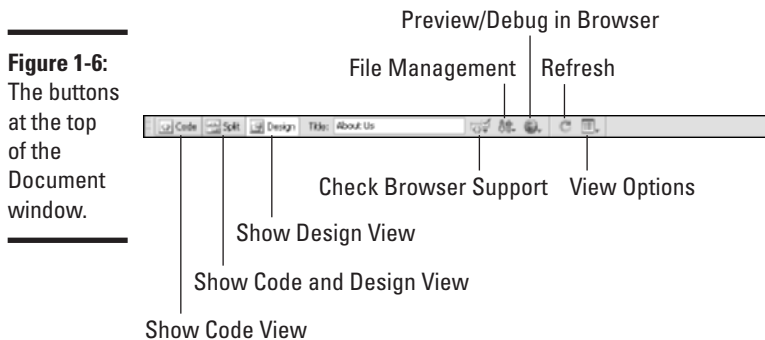 Preview/Debug in Browser
Figure 1-6:
The buttons
at the top
of the
Document
window.
File Management
Refresh
Code
Split
Design
Title:
About Us
Check Browser Support
View Options
Show Design View
Show Code and Design View
Show Code View